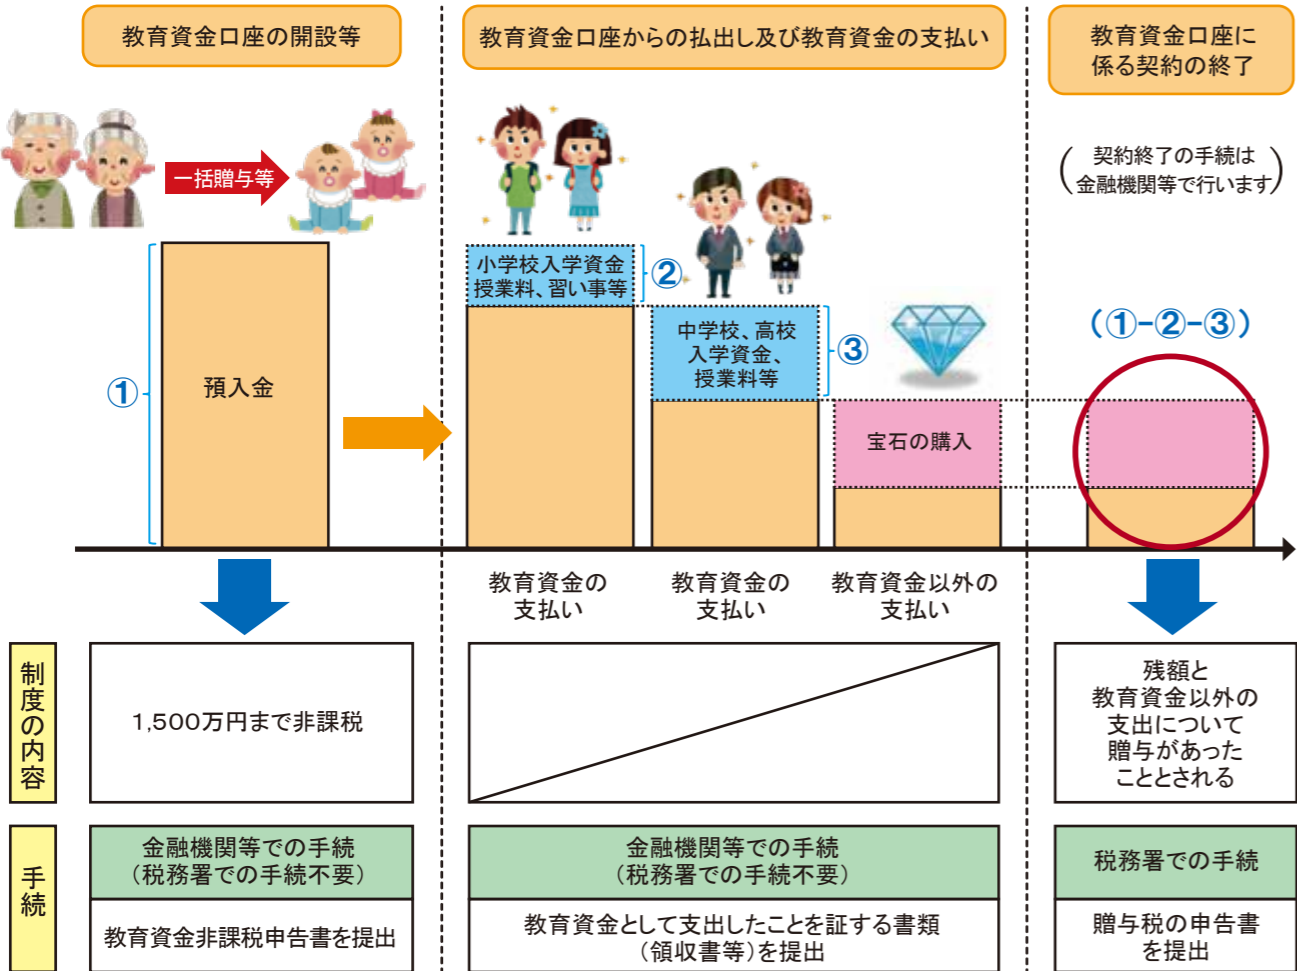 教育資金口座の開設等
教育資金口座からの払出し及び教育資金の支払い
教育資金口座に
係る契約の終了
一括贈与等
(契約終了の手続は
金融機関等で行います)
小学校入学資金
授業料、習い事等
②
中学校、高校
入学資金、
授業料等
③
(①-②-③)
①
預入金
宝石の購入
教育資金の
支払い
教育資金の
支払い
教育資金以外の
支払い
制度の内容
1,500万円まで非課税
残額と
教育資金以外の
支出について
贈与があった
こととされる
手続
金融機関等での手続
(税務署での手続不要)
金融機関等での手続
(税務署での手続不要)
税務署での手続
教育資金非課税申告書を提出
教育資金として支出したことを証する書類
(領収書等)を提出
贈与税の申告書
を提出